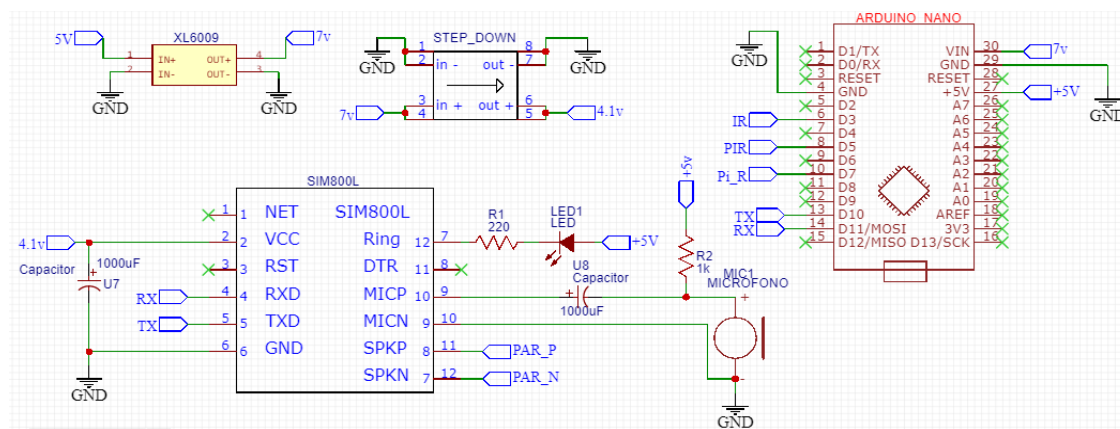 XL6009
5V 1 IN+ OUT+ 4 7v
2 IN- OUT- 3
GND GND
STEP_DOWN
GND 1 8 GND
2 in - out - 7
7v 3 in + out + 6 4.1v
4 5
ARDUINO_NANO
GND
1 D1/TX VIN 30 7v
2 D0/RX GND 29
3 RESET RESET 28
4 GND +5V 27 +5V
5 D2 A7 26
IR 6 D3 A6 25
7 D4 A5 24
PIR 8 D5 A4 23
9 D6 A3 22
Pi_R 10 D7 A2 21
11 D8 A1 20
12 D9 A0 19
TX 13 D10 AREF 18
RX 14 D11/MOSI 3V3 17
15 D12/MISO D13/SCK 16
GND
SIM800L
1 1 NET SIM800L
4.1v 2 2 VCC Ring 12 7
3 3 RST DTR 11 8
RX 4 4 RXD MICP 10 9
TX 5 5 TXD MICN 9 10
6 6 GND SPKP 8 11 PAR_P
SPKN 7 12 PAR_N
Capacitor
1000uF
U7
GND
R1
220
LED1
LED
+5V
U8
Capacitor
1000uF
+5v
R2
1k
MIC1
MICROFONO
+
-
GND